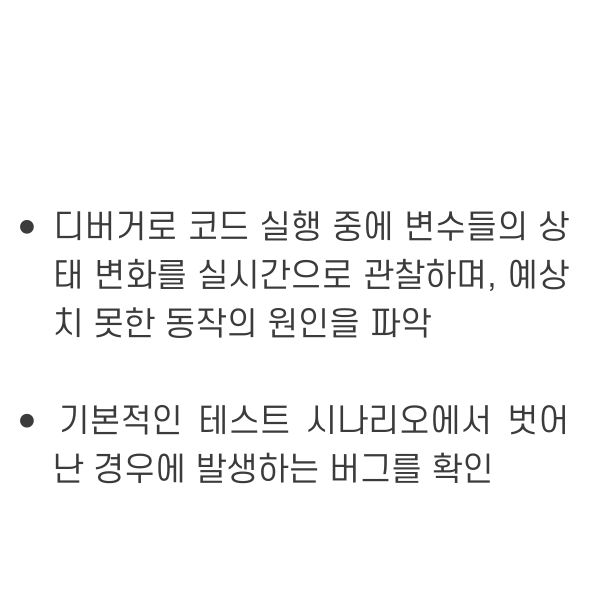 ● 디버거로 코드 실행 중에 변수들의 상
태 변화를 실시간으로 관찰하며, 예상
치 못한 동작의 원인을 파악
● 기본적인 테스트 시나리오에서 벗어
난 경우에 발생하는 버그를 확인